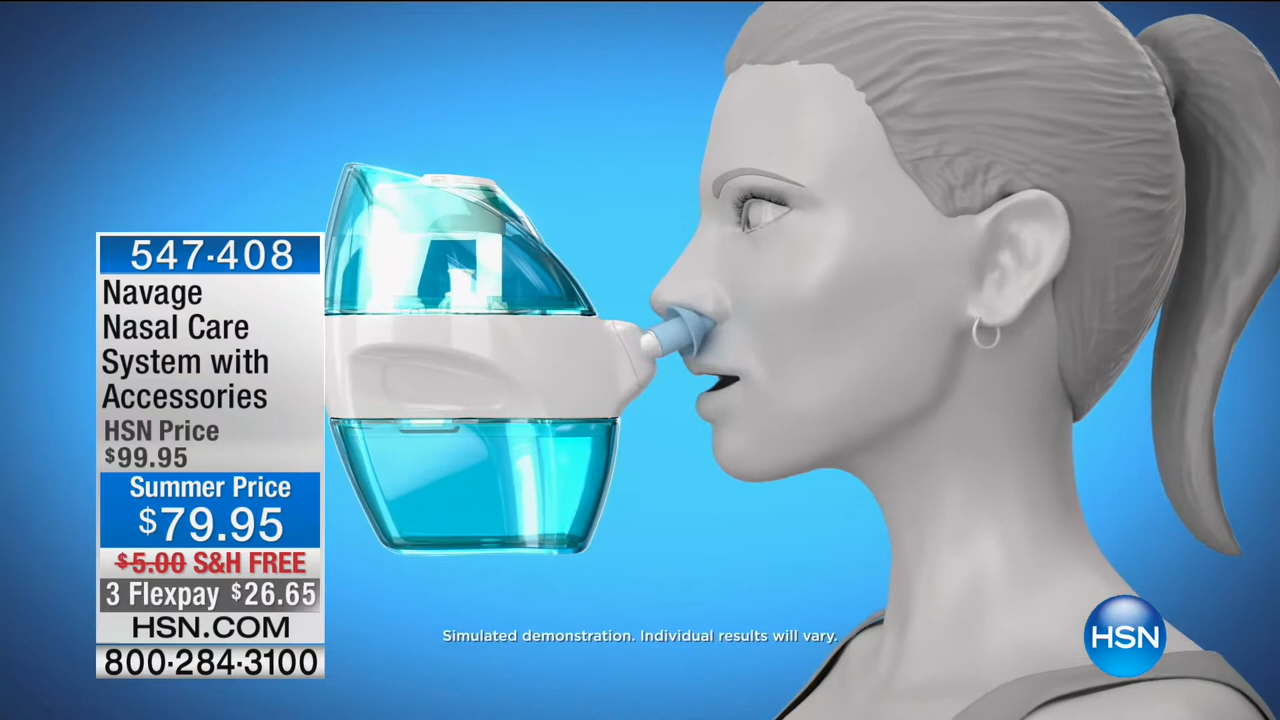 547·408
Navage
Nasal Care
System with
Accessories
HSN Price
$99.95
Summer Price
$79.95
$5.00 S&H FREE
3 Flexpay $26.65
HSN.COM
800·284·3100
Simulated demonstration. Individual results will vary.
HSN